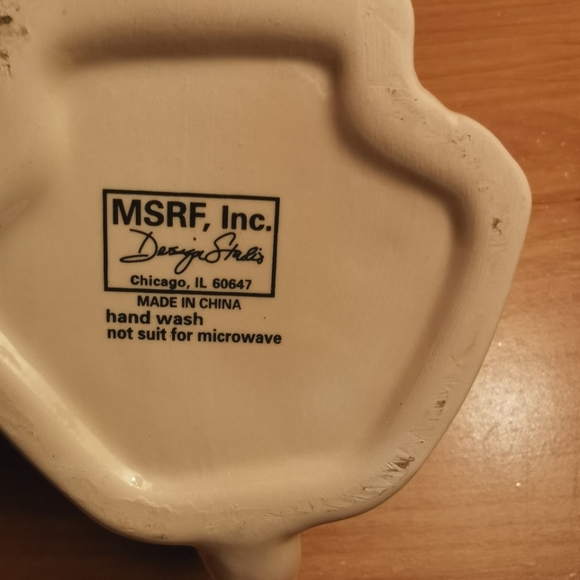 MSRF, Inc.
Design Studio
Chicago, IL 60647
MADE IN CHINA
hand wash
not suit for microwave